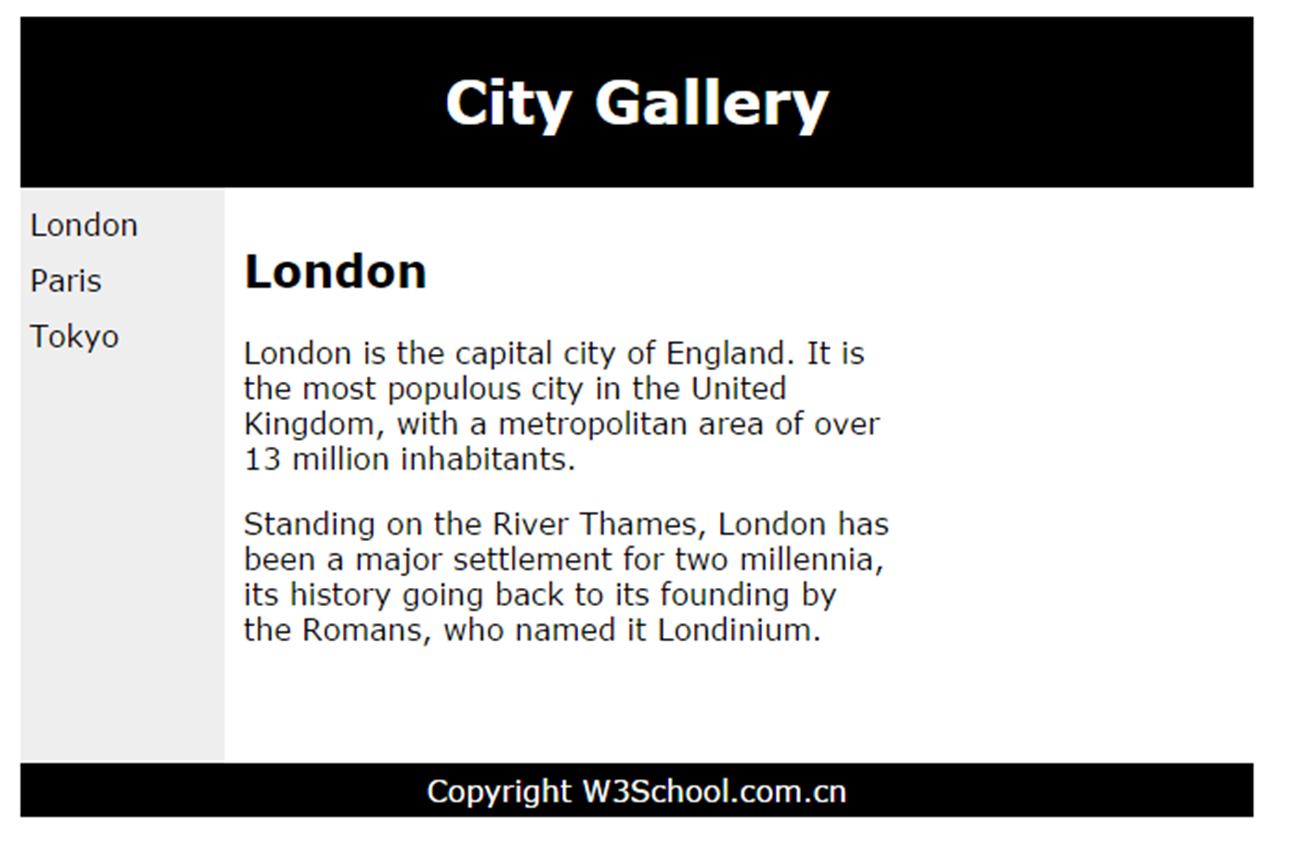 City Gallery
London
Paris
Tokyo
London
London is the capital city of England. It is
the most populous city in the United
Kingdom, with a metropolitan area of over
13 million inhabitants.
Standing on the River Thames, London has
been a major settlement for two millennia,
its history going back to its founding by
the Romans, who named it Londinium.
Copyright W3School.com.cn